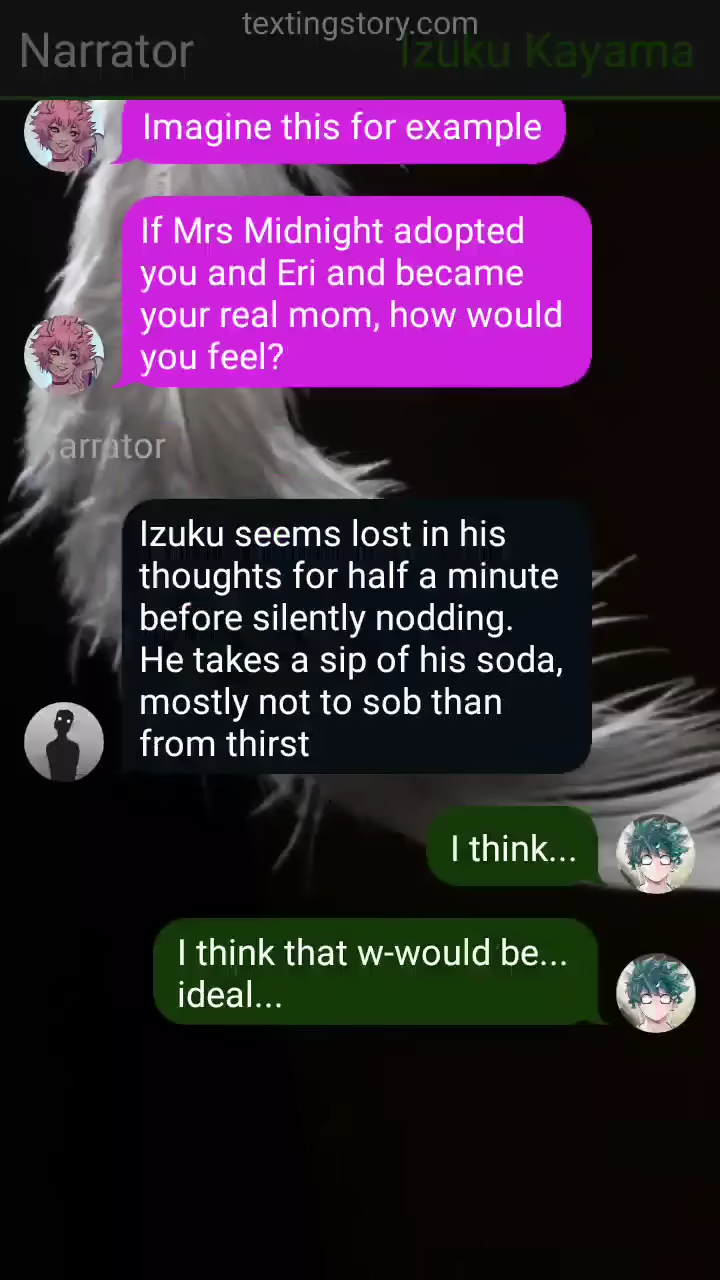 textingstory.com
Narrator
Izuku Kayama
Imagine this for example
If Mrs Midnight adopted
you and Eri and became
your real mom, how would
you feel?
Narrator
Izuku seems lost in his
thoughts for half a minute
before silently nodding.
He takes a sip of his soda,
mostly not to sob than
from thirst
I think...
I think that w-would be...
ideal...